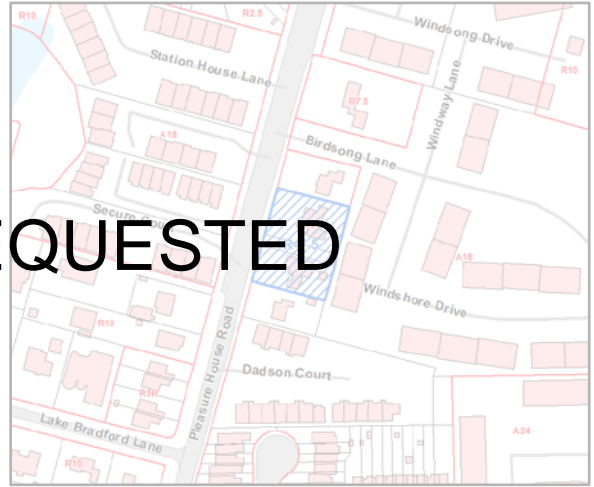 R10
R2.5
Windsong Drive
Station House Lane
R10
R7.5
Windway Lane
A18
Birdsong Lane
EQUESTED
A18
Windshore Drive
R10
Pleasure House Road
Dadson Court
R5R
Lake Bradford Lane
A24
R10